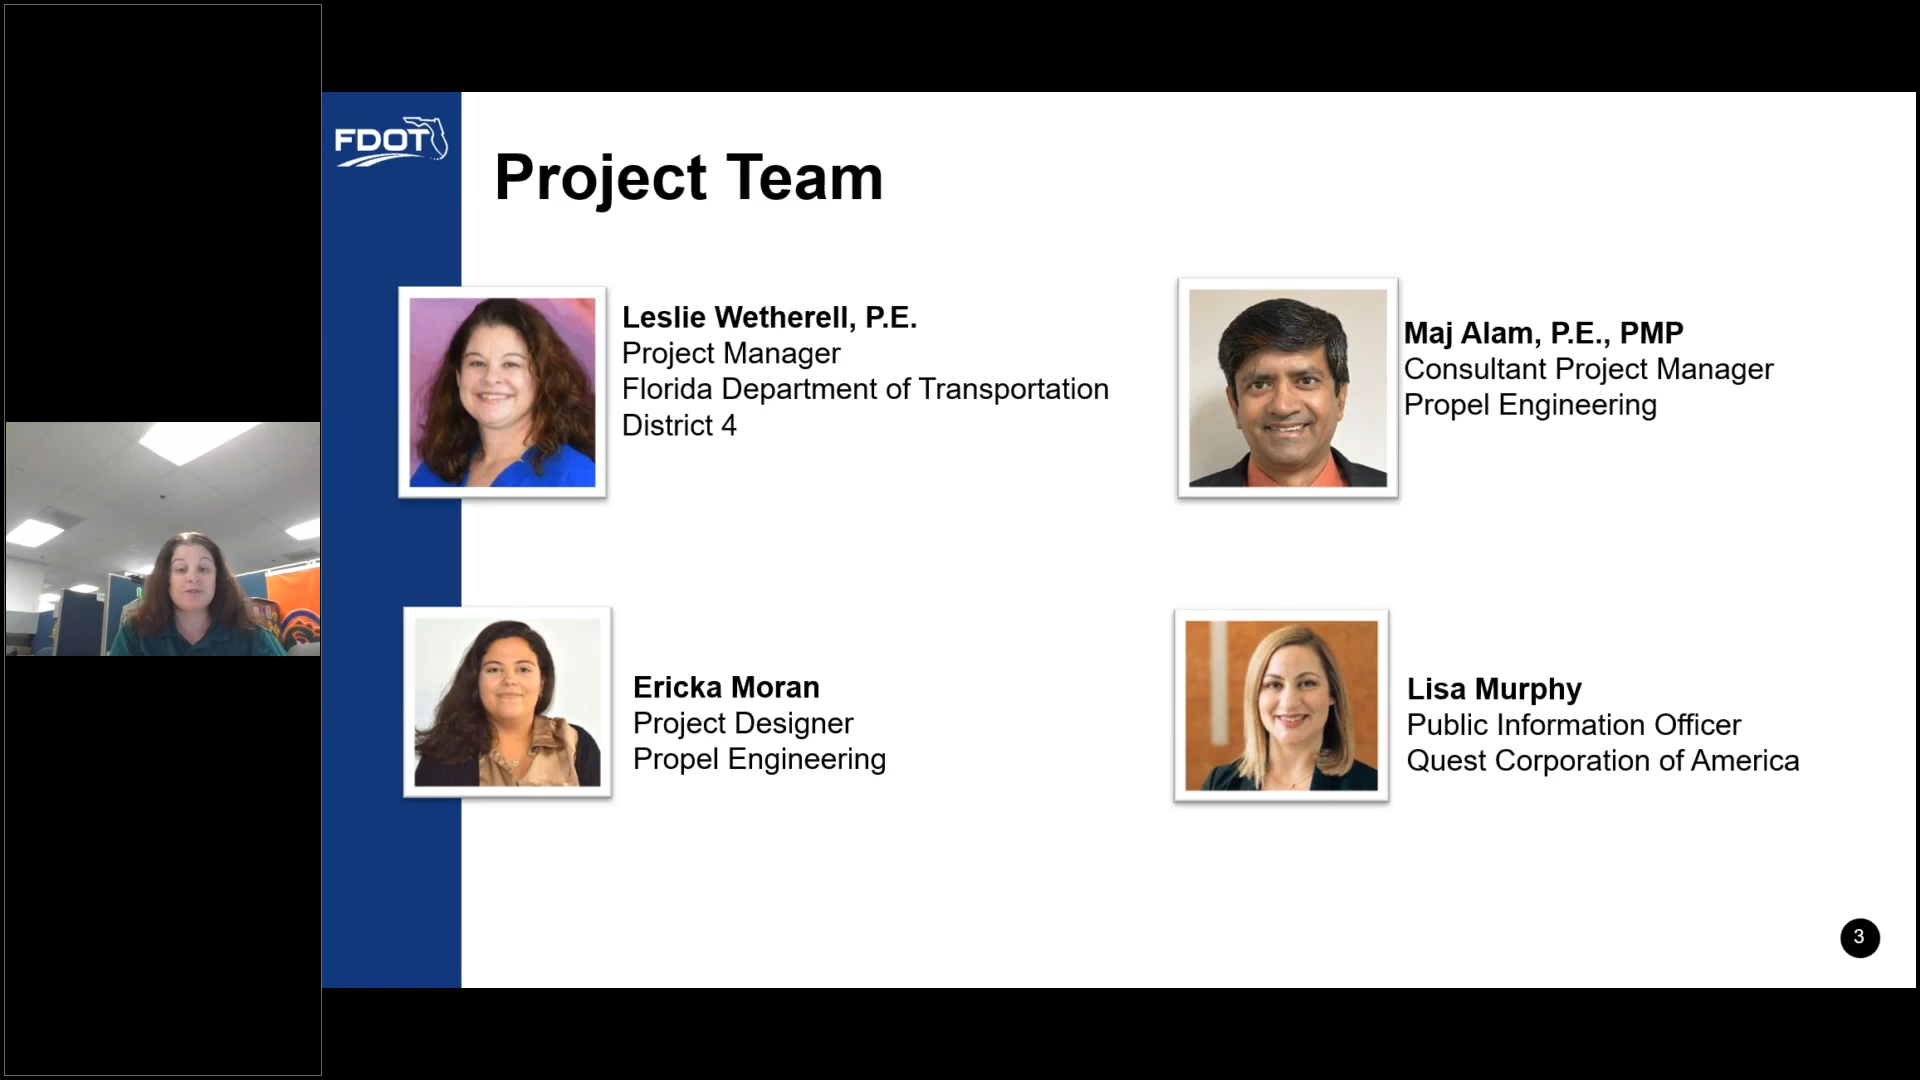 FDOT
Project Team
Leslie Wetherell, P.E.
Project Manager
Florida Department of Transportation
District 4
Maj Alam, P.E., PMP
Consultant Project Manager
Propel Engineering
Ericka Moran
Project Designer
Propel Engineering
Lisa Murphy
Public Information Officer
Quest Corporation of America
3